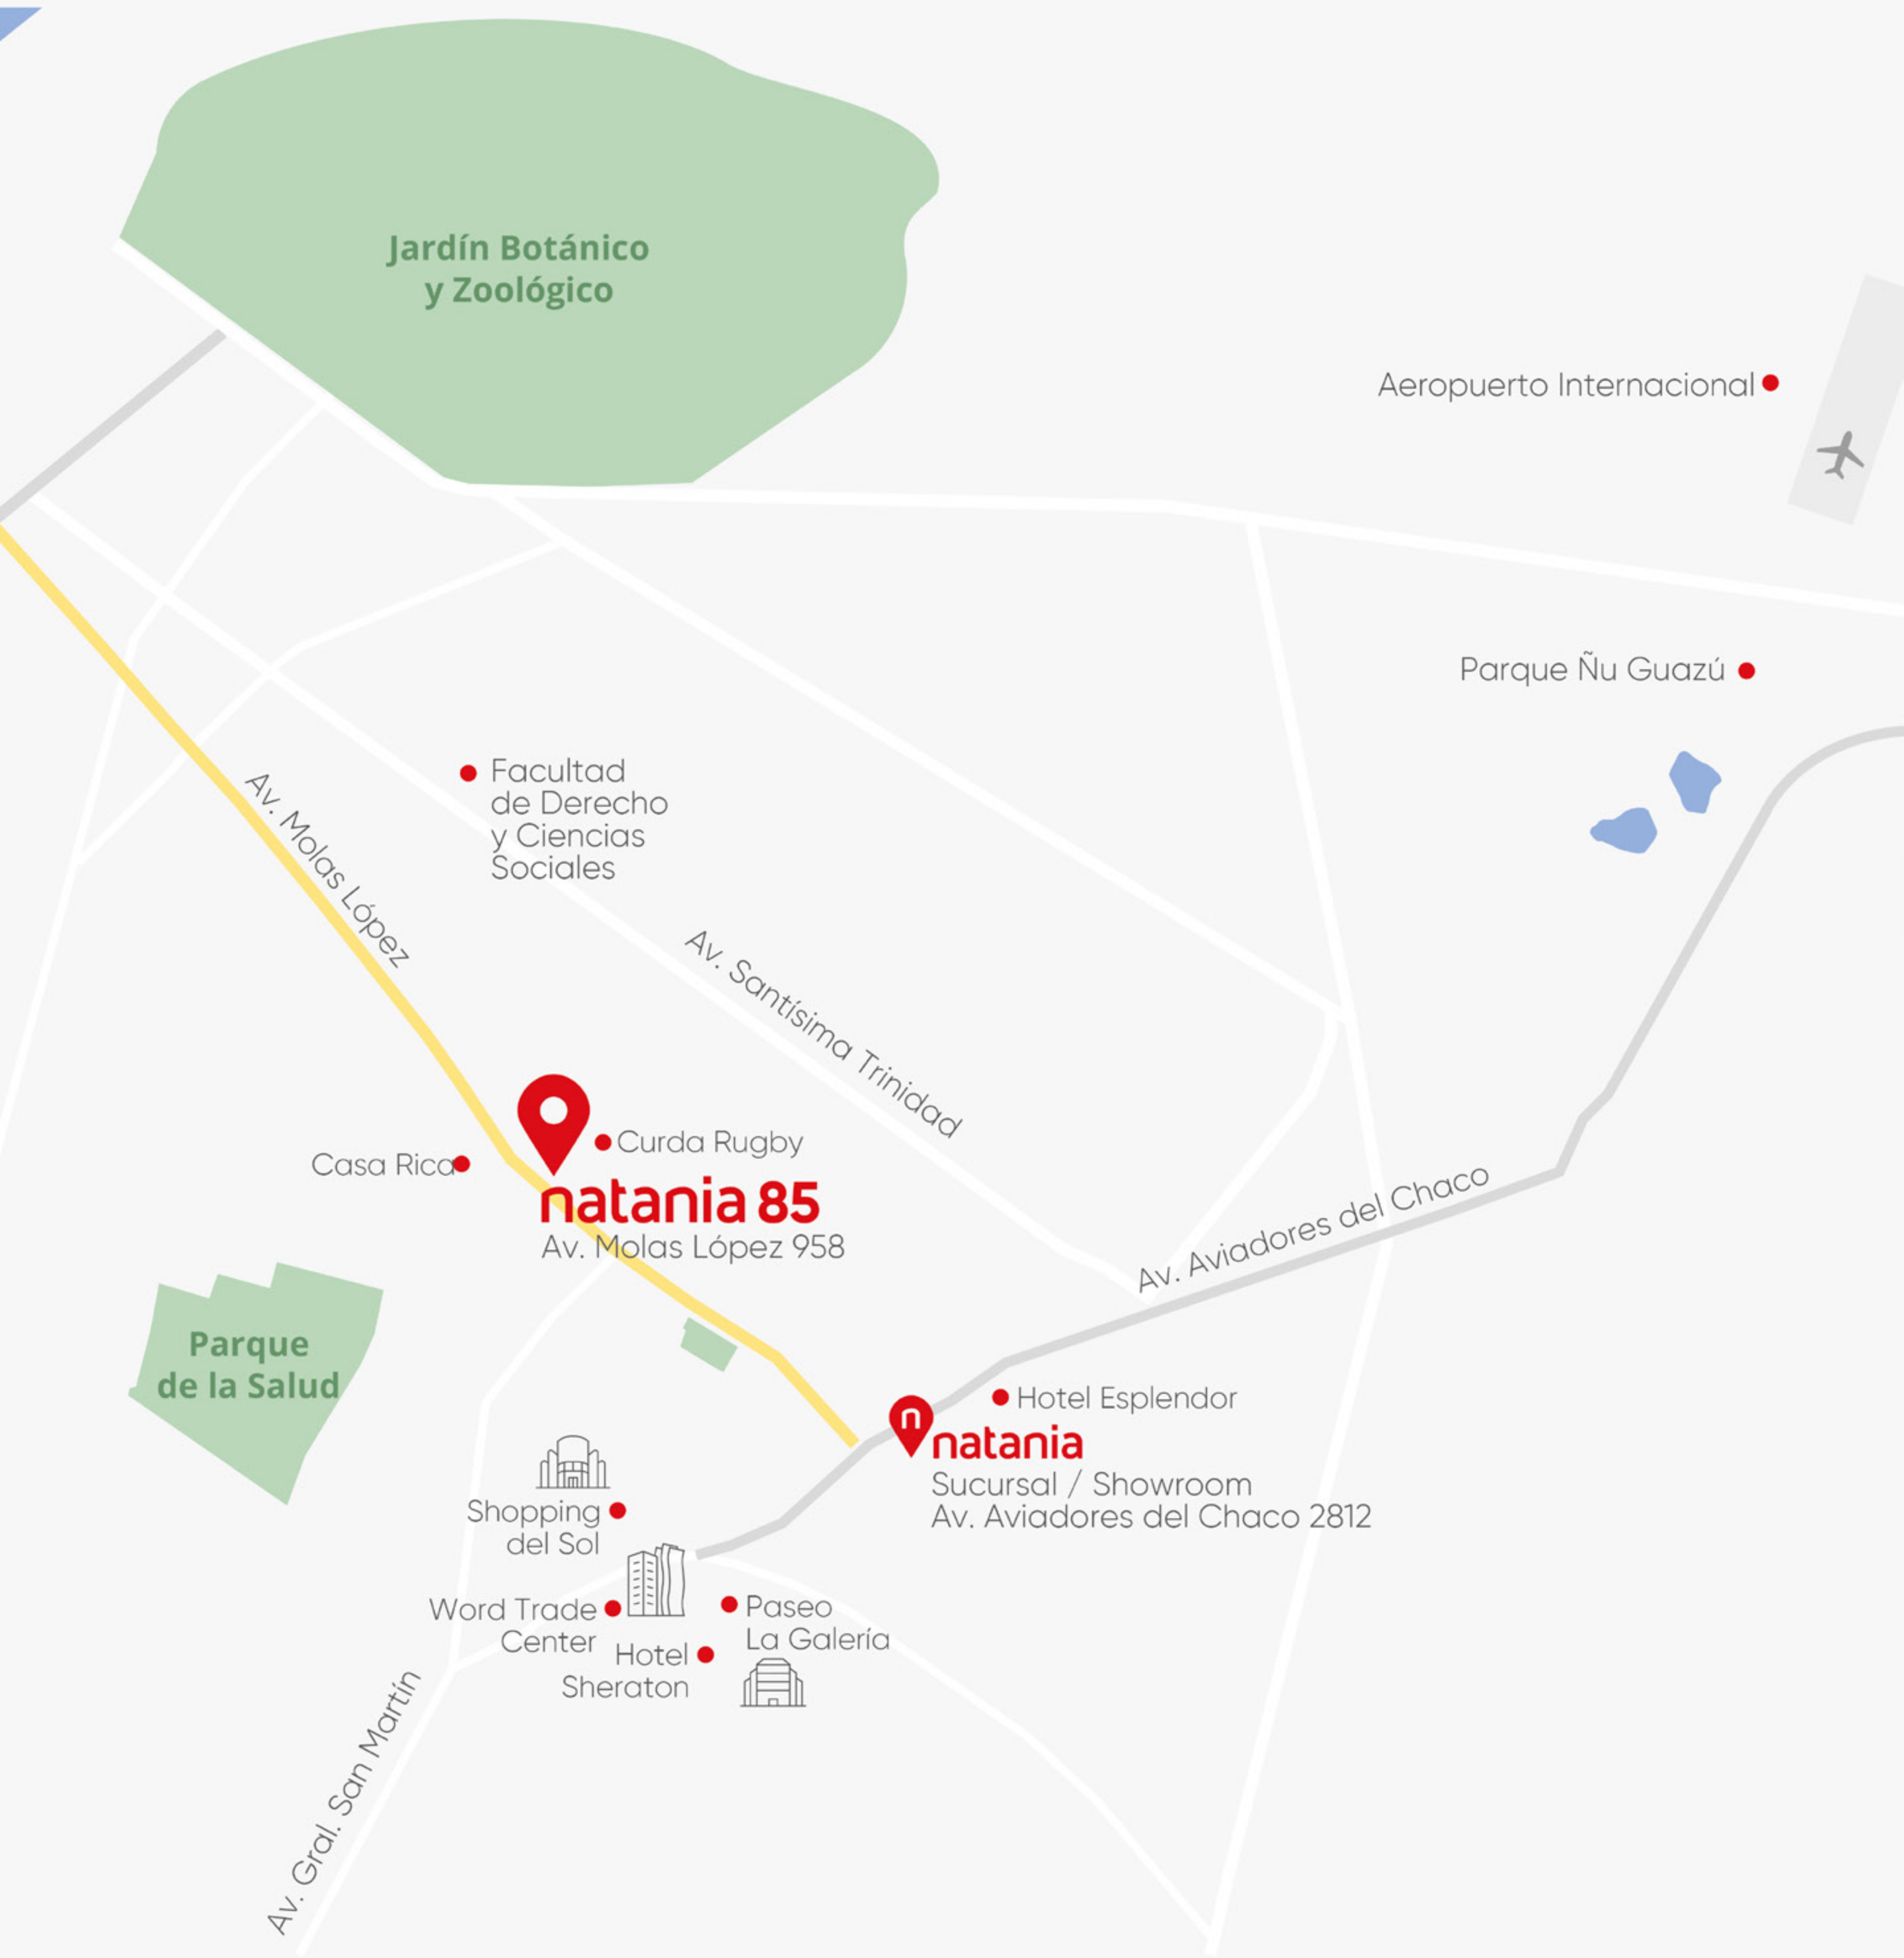 Jardín Botánico
y Zoológico
Aeropuerto Internacional
Parque Ñu Guazú
Facultad
de Derecho
y Ciencias
Sociales
Av. Molas López
Av. Santísima Trinidad
Curda Rugby
Casa Rica
natania 85
Av. Molas López 958
Av. Aviadores del Chaco
Parque
de la Salud
Hotel Esplendor
n
natania
Sucursal / Showroom
Av. Aviadores del Chaco 2812
Shopping
del Sol
Word Trade
Center
Paseo
La Galería
Hotel
Sheraton
Av. Gral. San Martín